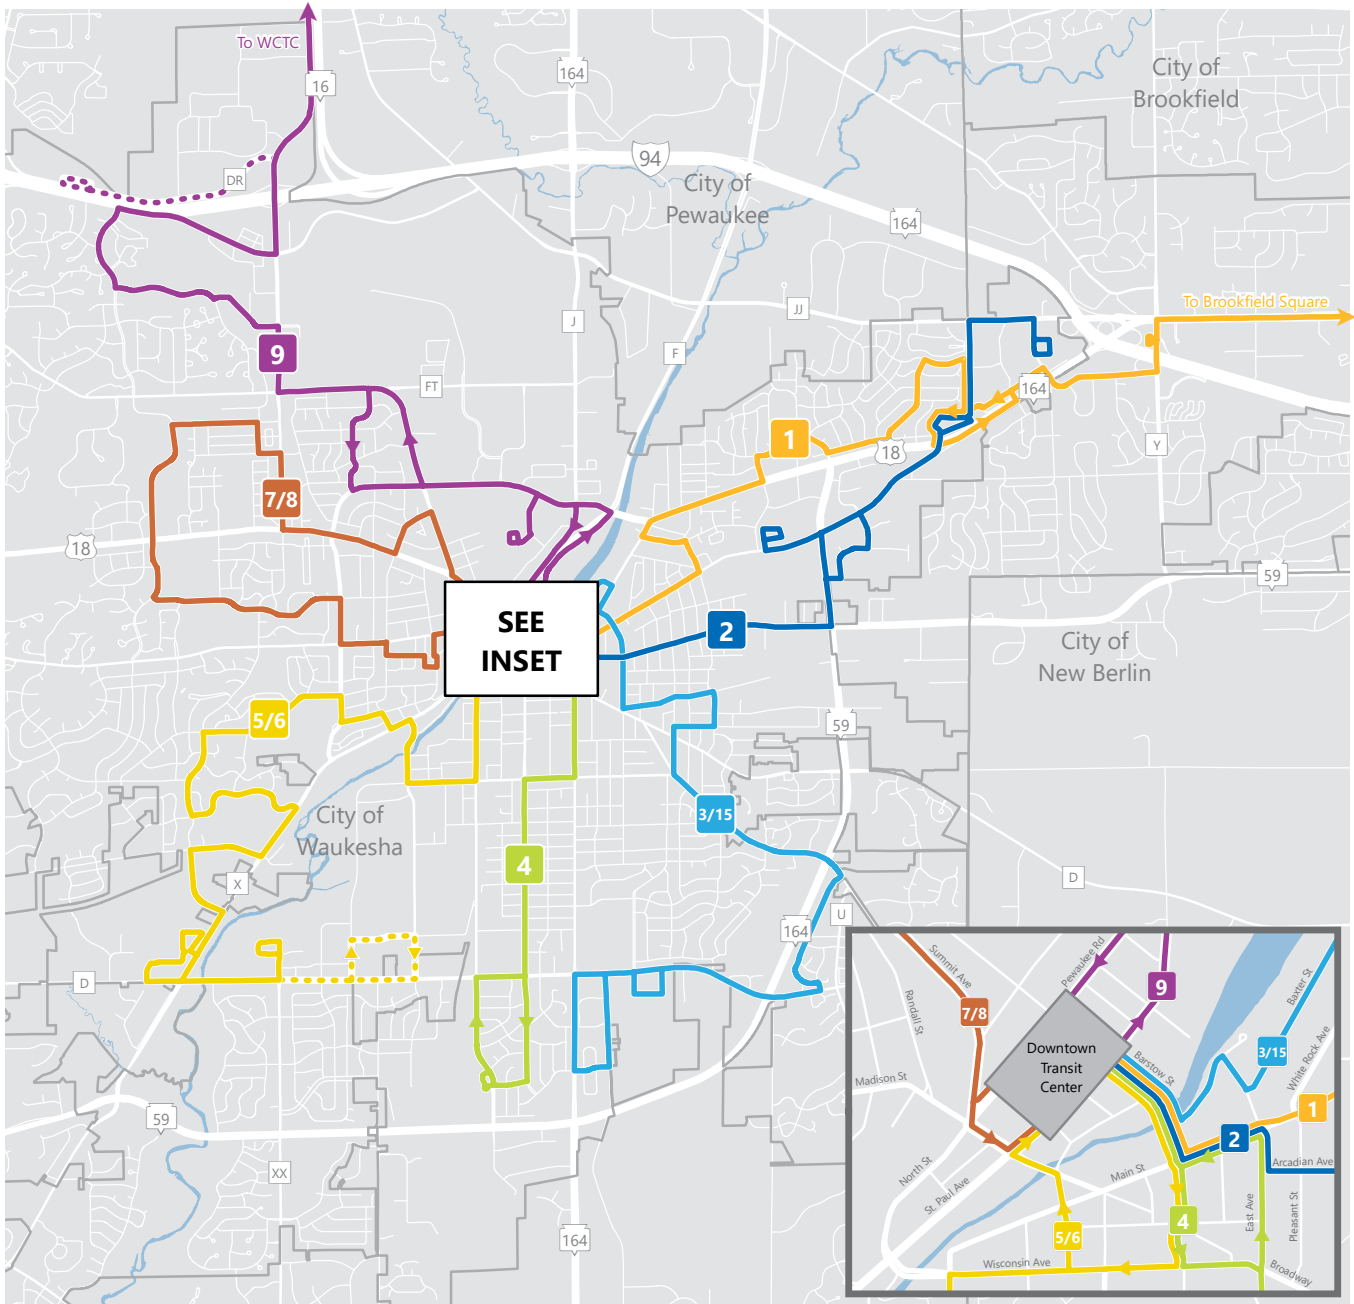 To WCTC
16
164
City of
Brookfield
94
DR
City of
Pewaukee
164
To Brookfield Square
JJ
J
F
9
FT
164
1
18
Y
7/8
18
59
SEE
INSET
2
City of
New Berlin
5/6
59
3/15
City of
Waukesha
4
X
D
U
164
D
59
XX
164
Summit Ave
Pewaukee Rd
9
Baxter St
Randall St
7/8
Downtown
Transit
Center
Barstow St
3/15
White Rock Ave
Madison St
1
2
North St
Main St
Arcadian Ave
St. Paul Ave
4
East Ave
Pleasant St
5/6
Wisconsin Ave
Broadway